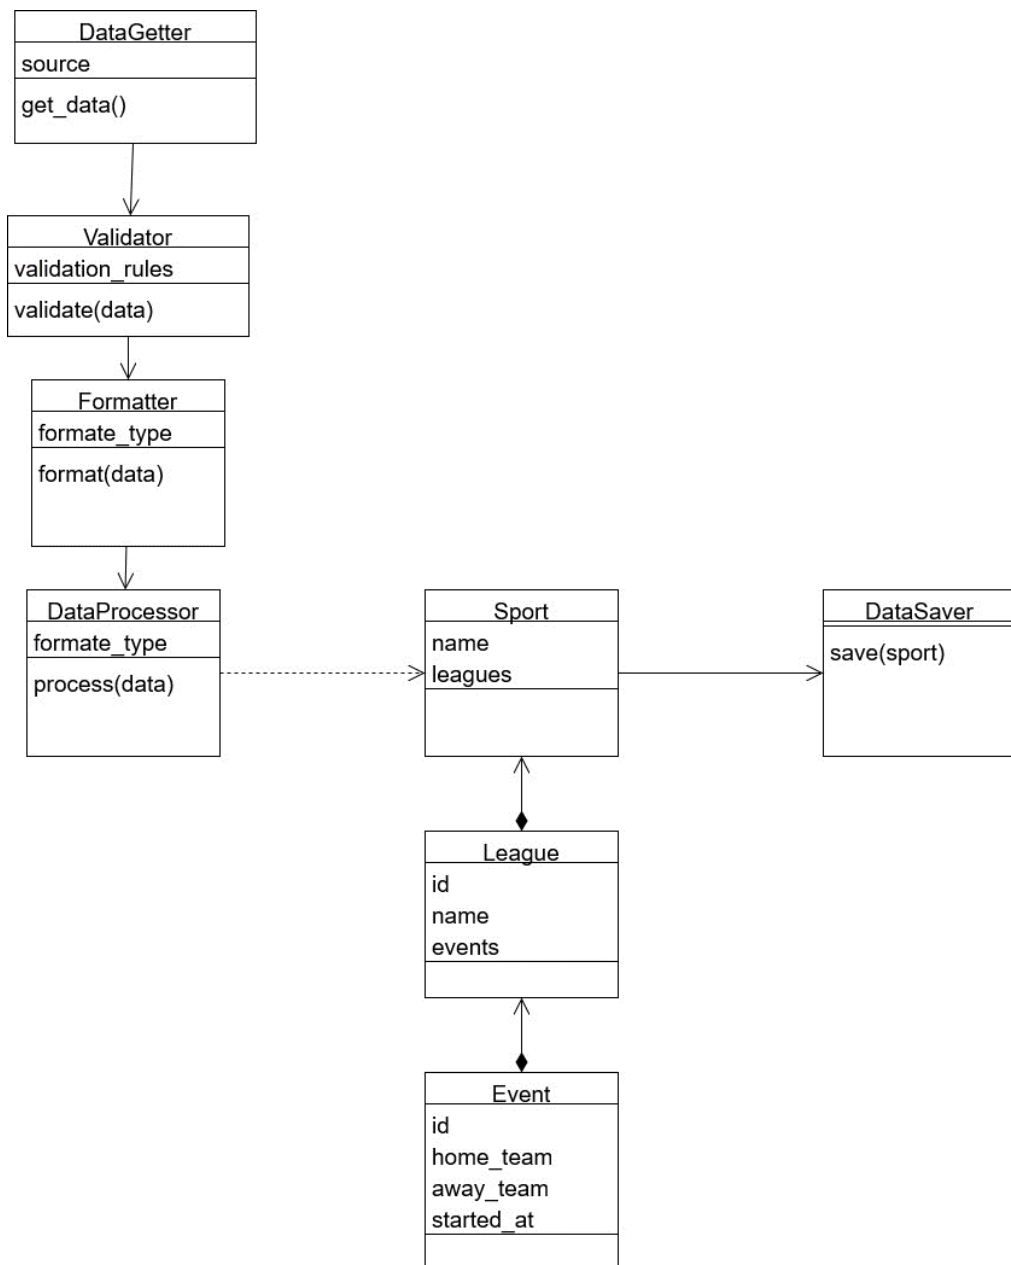 DataGetter
source
get_data()
Validator
validation_rules
validate(data)
Formatter
formate_type
format(data)
DataProcessor
formate_type
process(data)
Sport
name
leagues
DataSaver
save(sport)
League
id
name
events
Event
id
home_team
away_team
started_at